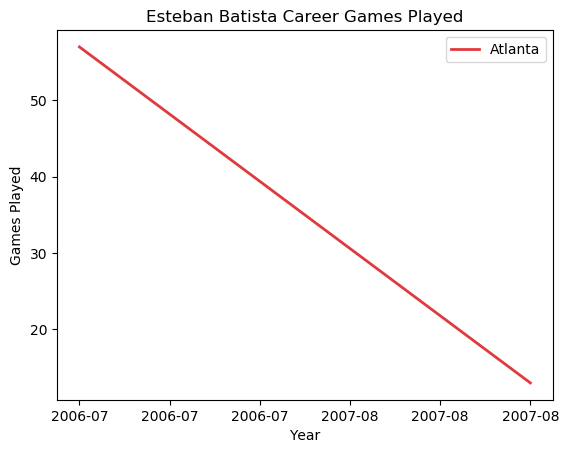 Esteban Batista Career Games Played
Atlanta
50
40
30
20
Games Played
2006-07 2006-07 2006-07 2007-08 2007-08 2007-08
Year